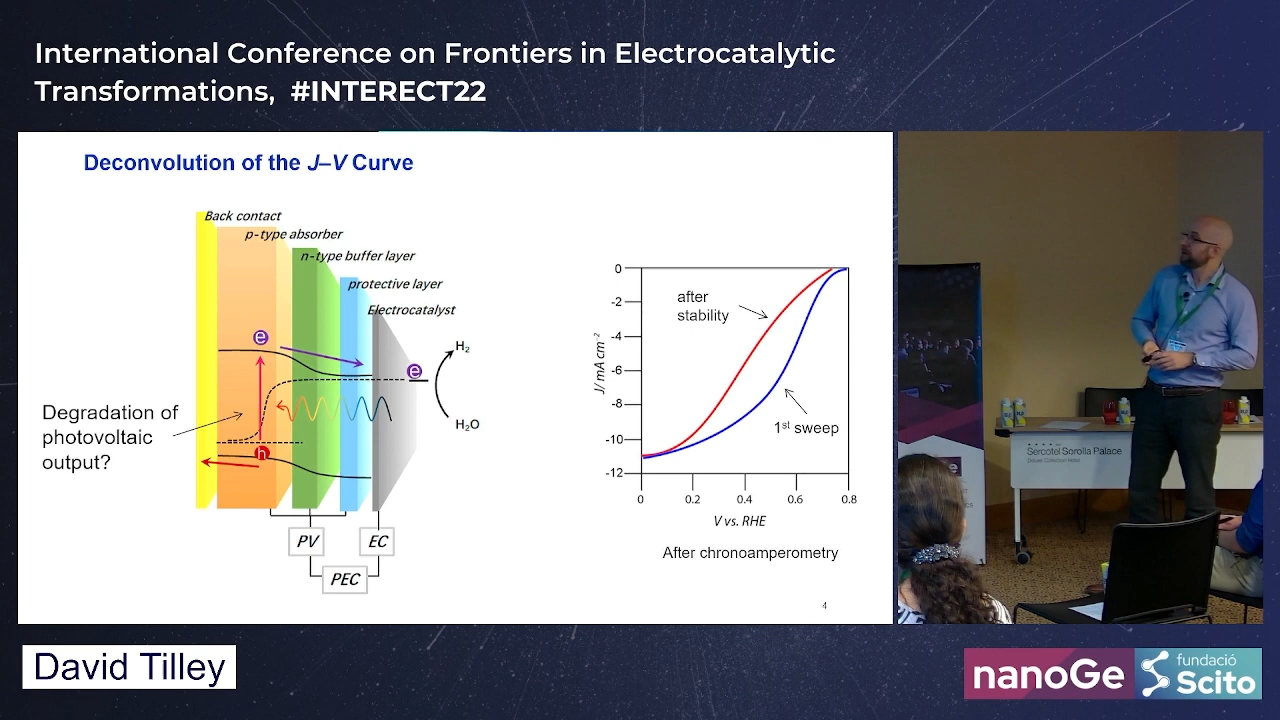 International Conference on Frontiers in Electrocatalytic
Transformations, #INTERECT22
Deconvolution of the J–V Curve
Back contact
p-type absorber
n-type buffer layer
protective layer
Electrocatalyst
e
e
H₂
H₂O
h
Degradation of
photovoltaic
output?
PV
EC
PEC
0
-2
-4
-6
-8
-10
-12
J/ mA cm⁻²
after
stability
1st sweep
0
0.2
0.4
0.6
0.8
V vs. RHE
After chronoamperometry
4
Sercotel Sorolla Palace
David Tilley
nanoGe
fundació
Scito